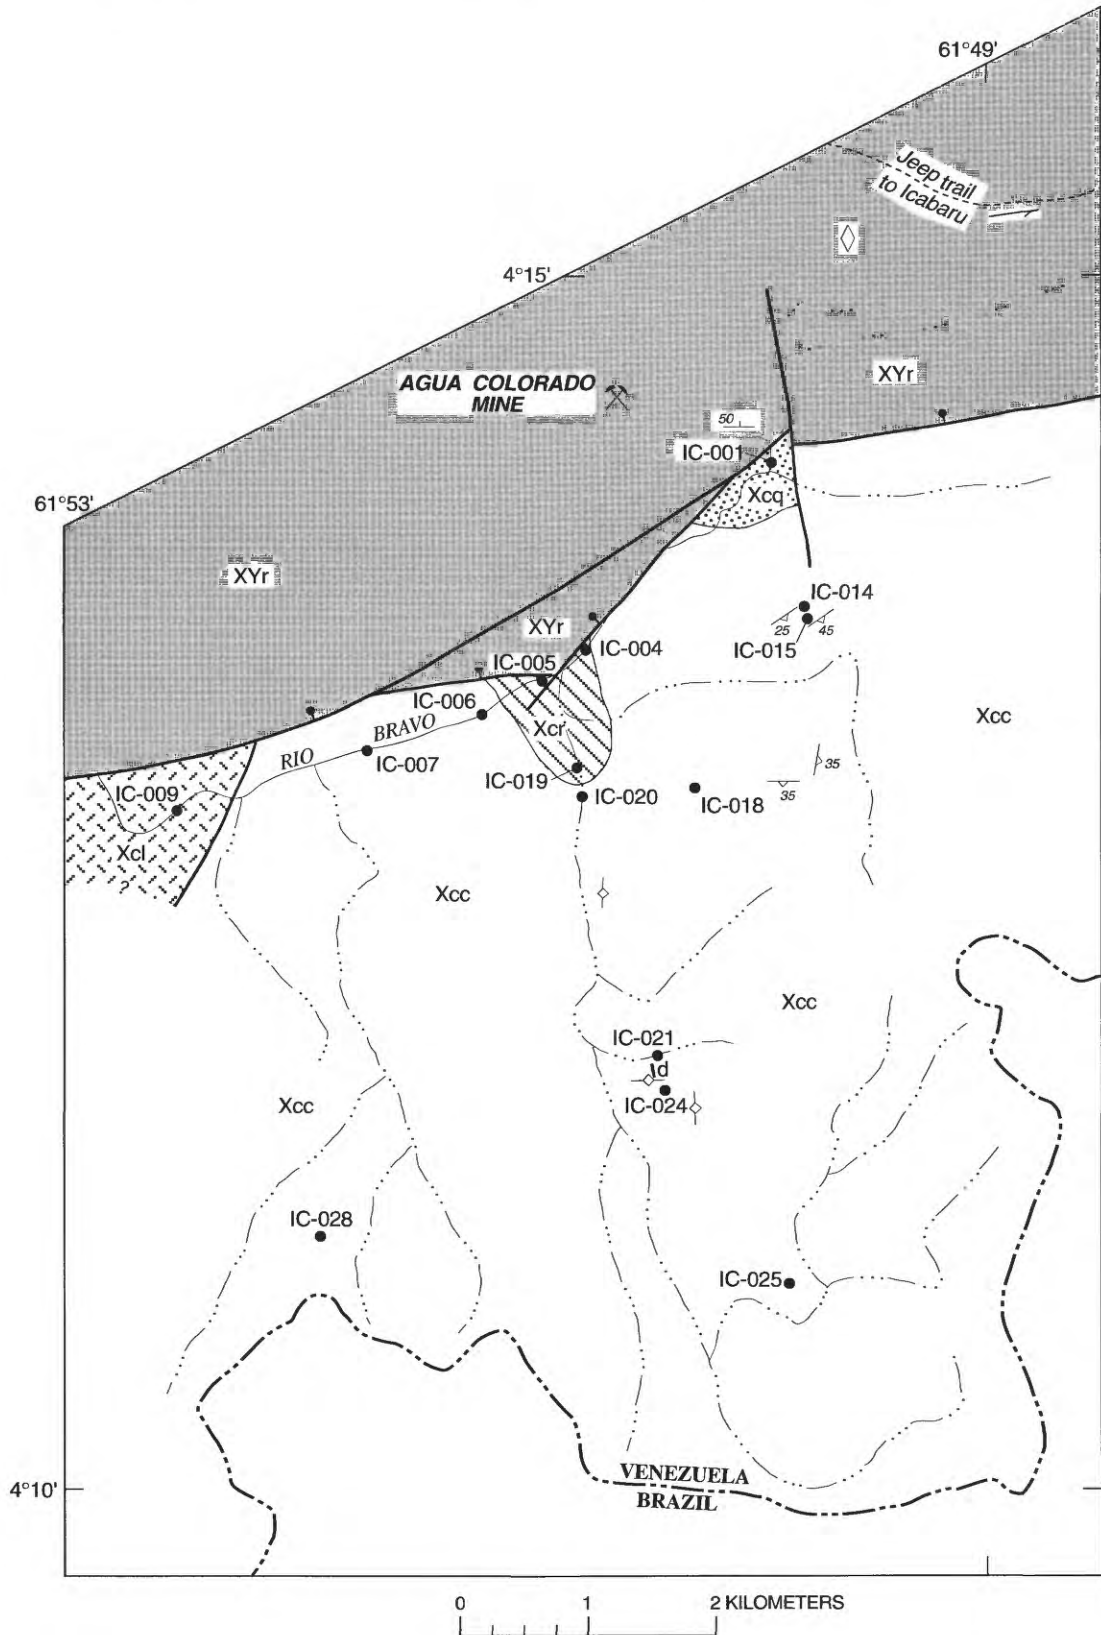 61°49'
Jeep trail
to Icabaru
4°15'
AGUA COLORADO
MINE
XYr
50
IC-001
Xcq
61°53'
XYr
IC-014
25
45
IC-015
XYr
IC-004
IC-005
IC-006
Xcr
Xcc
RIO BRAVO
IC-007
IC-019
35
IC-009
IC-020
IC-018
35
Xcl
?
Xcc
Xcc
IC-021
d
IC-024
Xcc
IC-028
IC-025
4°10'
VENEZUELA
BRAZIL
0 1 2 KILOMETERS